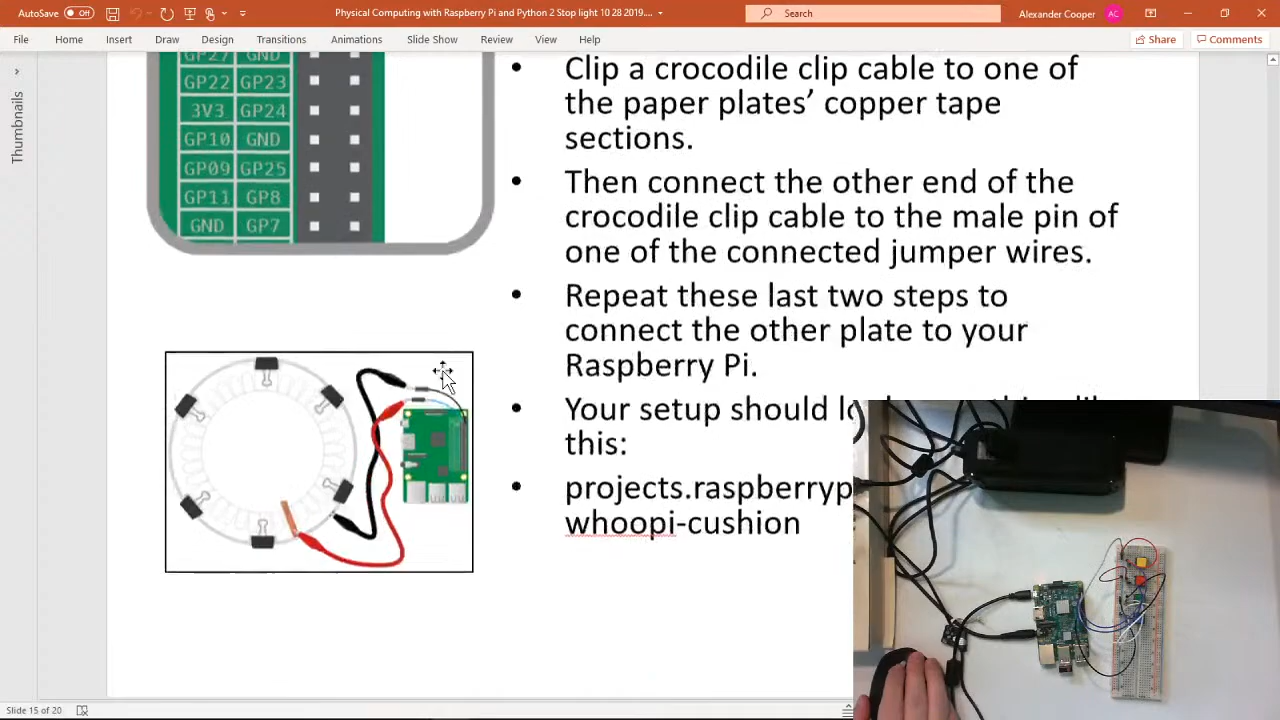 AutoSave Off
Physical Computing with Raspberry Pi and Python 2 Stop light 10 28 2019....
Search
Alexander Cooper AC
File Home Insert Draw Design Transitions Animations Slide Show Review View Help Share Comments
Thumbnails
GP27 GND
GP22 GP23
3V3 GP24
GP10 GND
GP09 GP25
GP11 GP8
GND GP7
• Clip a crocodile clip cable to one of
the paper plates’ copper tape
sections.
• Then connect the other end of the
crocodile clip cable to the male pin of
one of the connected jumper wires.
• Repeat these last two steps to
connect the other plate to your
Raspberry Pi.
• Your setup should
this:
• projects.raspberryp
whoopi-cushion
Slide 15 of 20